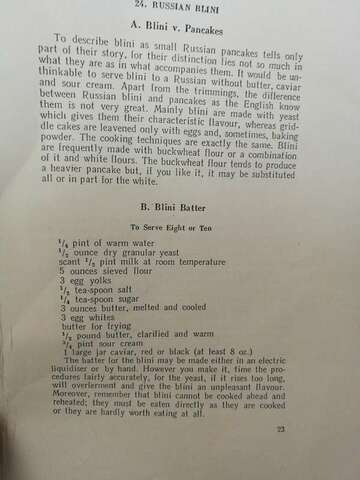 24. RUSSIAN BLINI
A. Blini v. Pancakes
To describe blini as small Russian pancakes tells only
part of their story, for their distinction lies not so much in
what they are as in what accompanies them. It would be un-
thinkable to serve blini to a Russian without butter, caviar
and sour cream. Apart from the trimmings, the difference
between Russian blini and pancakes as the English know
them is not very great. Mainly blini are made with yeast
which gives them their characteristic flavour, whereas grid-
dle cakes are leavened only with eggs and, sometimes, baking
powder. The cooking techniques are exactly the same. Blini
are frequently made with buckwheat flour or a combination
of it and white flours. The buckwheat flour tends to produce
a heavier pancake but, if you like it, it may be substituted
all or in part for the white.
B. Blini Batter
To Serve Eight or Ten
1/4 pint of warm water
1/2 ounce dry granular yeast
scant 1/2 pint milk at room temperature
5 ounces sieved flour
3 egg yolks
1/2 tea-spoon salt
1/4 tea-spoon sugar
3 ounces butter, melted and cooled
3 egg whites
butter for frying
1/2 pound butter, clarified and warm
3/4 pint sour cream
1 large jar caviar, red or black (at least 8 oz.)
The batter for the blini may be made either in an electric
liquidiser or by hand. However you make it, time the pro-
cedures fairly accurately, for the yeast, if it rises too long,
will overferment and give the blini an unpleasant flavour.
Moreover, remember that blini cannot be cooked ahead and
reheated; they must be eaten directly as they are cooked
or they are hardly worth eating at all.
23